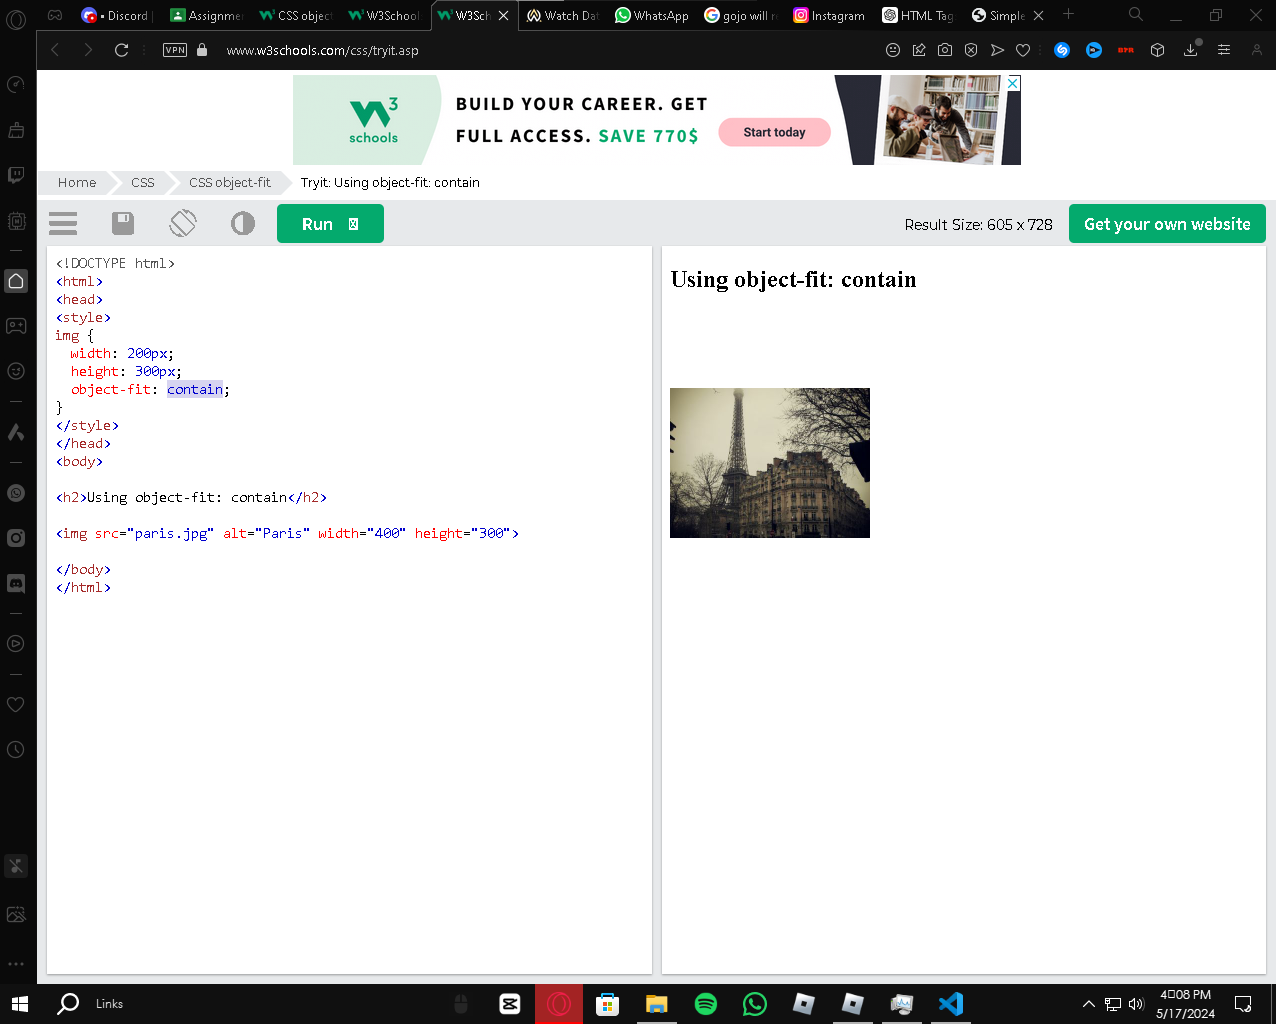 Discord
Assignme
CSS object
W3School
W3Sc
Watch Dat
WhatsApp
gojo will r
Instagram
HTML Tag
Simple
VPN
www.w3schools.com/css/tryit.asp
3
schools
BUILD YOUR CAREER. GET
FULL ACCESS. SAVE 770$
Start today
Home
CSS
CSS object-fit
Tryit: Using object-fit: contain
Run
Result Size: 605 x 728
Get your own website
<!DOCTYPE html>
<html>
<head>
<style>
img {
width: 200px;
height: 300px;
object-fit: contain;
}
</style>
</head>
<body>
<h2>Using object-fit: contain</h2>
<img src="paris.jpg" alt="Paris" width="400" height="300">
</body>
</html>
Using object-fit: contain
Links
4:08 PM
5/17/2024